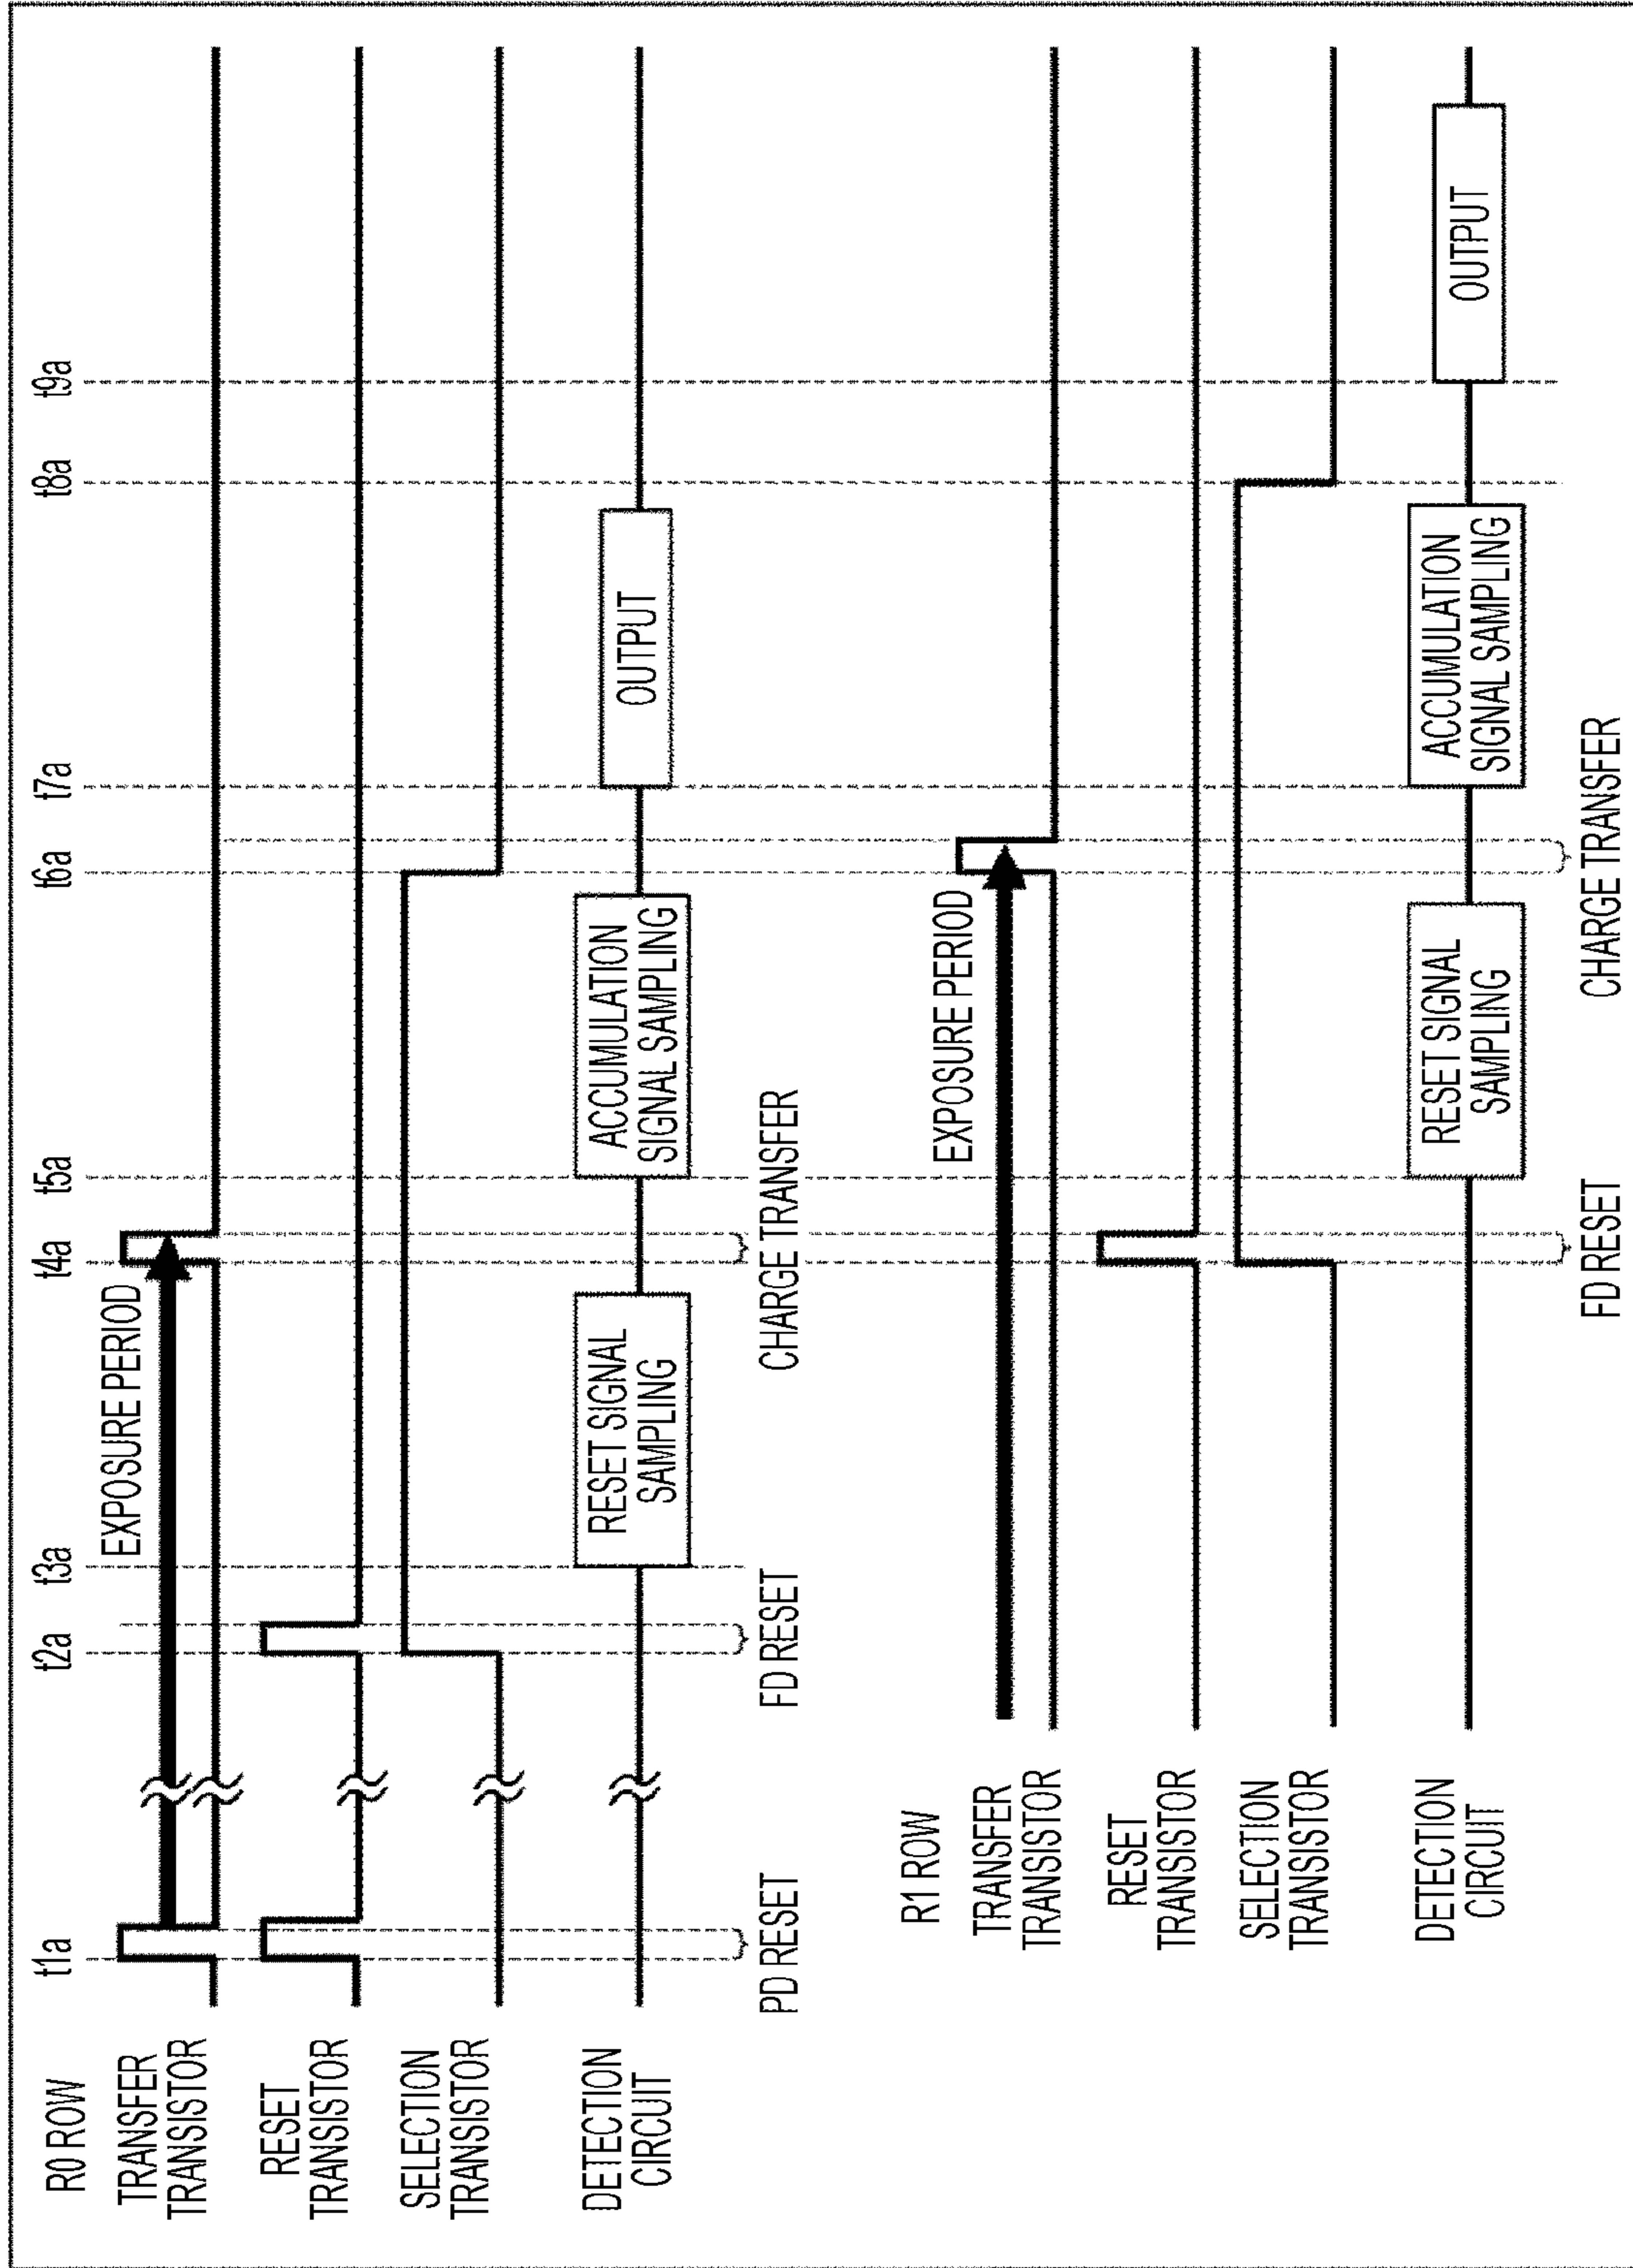 R0 ROW
t1a
t2a
t3a
t4a
t5a
t6a
t7a
t8a
t9a
TRANSFER
TRANSISTOR
EXPOSURE PERIOD
RESET
TRANSISTOR
SELECTION
TRANSISTOR
DETECTION
CIRCUIT
RESET SIGNAL
SAMPLING
ACCUMULATION
SIGNAL SAMPLING
OUTPUT
PD RESET
FD RESET
CHARGE TRANSFER
R1 ROW
TRANSFER
TRANSISTOR
EXPOSURE PERIOD
RESET
TRANSISTOR
SELECTION
TRANSISTOR
DETECTION
CIRCUIT
RESET SIGNAL
SAMPLING
ACCUMULATION
SIGNAL SAMPLING
OUTPUT
FD RESET
CHARGE TRANSFER